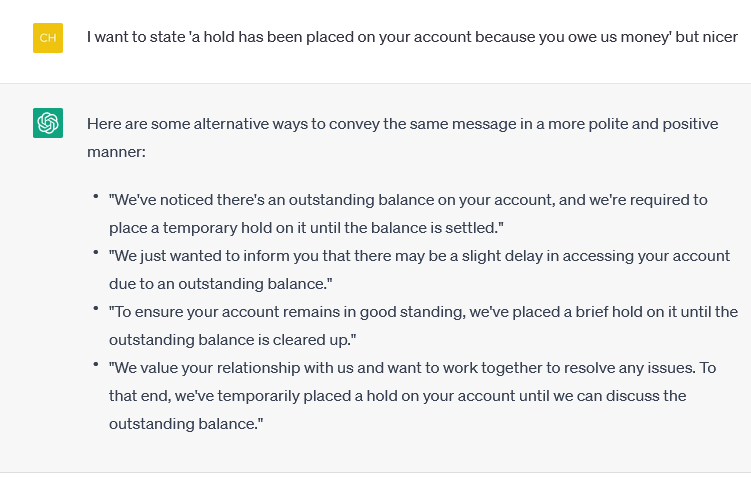 CH
I want to state 'a hold has been placed on your account because you owe us money' but nicer
Here are some alternative ways to convey the same message in a more polite and positive
manner:
• "We've noticed there's an outstanding balance on your account, and we're required to
place a temporary hold on it until the balance is settled."
• "We just wanted to inform you that there may be a slight delay in accessing your account
due to an outstanding balance."
• "To ensure your account remains in good standing, we've placed a brief hold on it until the
outstanding balance is cleared up."
• "We value your relationship with us and want to work together to resolve any issues. To
that end, we've temporarily placed a hold on your account until we can discuss the
outstanding balance."